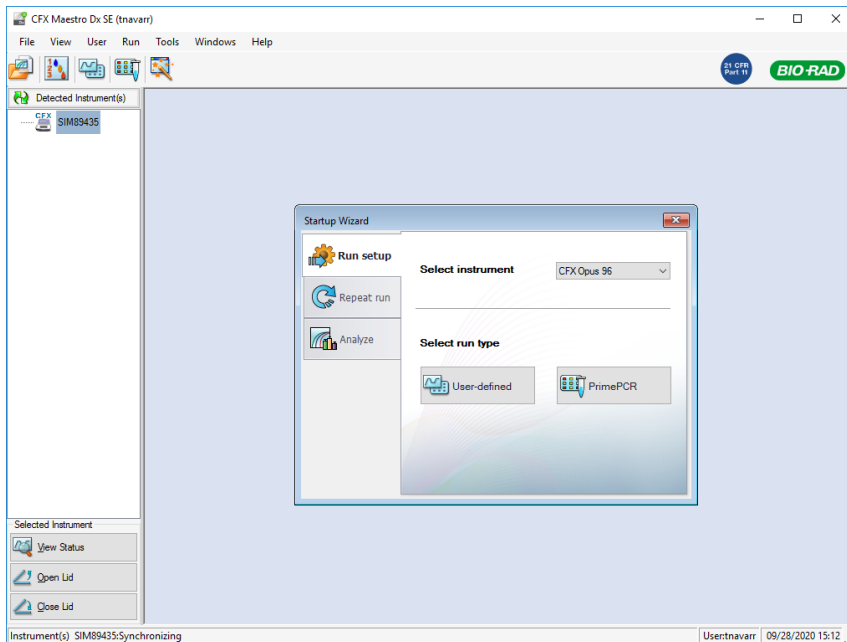 CFX Maestro Dx SE (tnavarr)
File View User Run Tools Windows Help
21 CFR
Part 11
BIO-RAD
Detected Instrument(s)
CFX
SIM89435
Startup Wizard
Run setup
Repeat run
Analyze
Select instrument
CFX Opus 96
Select run type
User-defined
PrimePCR
Selected Instrument
View Status
Open Lid
Close Lid
Instrument(s) SIM89435:Synchronizing
User:tnavarr 09/28/2020 15:12